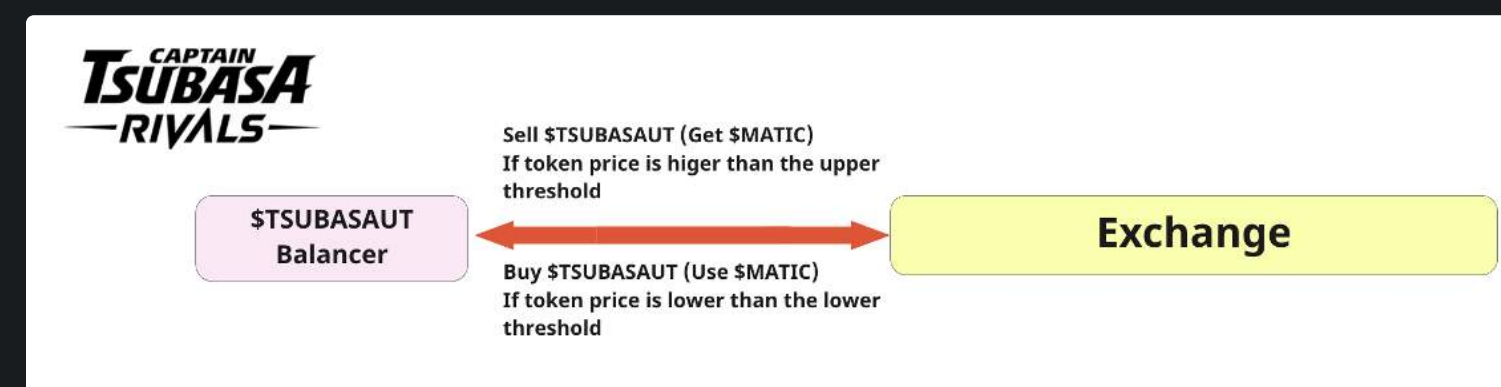 CAPTAIN
TSUBASA
RIVALS
Sell $TSUBASAUT (Get $MATIC)
If token price is higer than the upper
threshold
$TSUBASAUT
Balancer
Exchange
Buy $TSUBASAUT (Use $MATIC)
If token price is lower than the lower
threshold